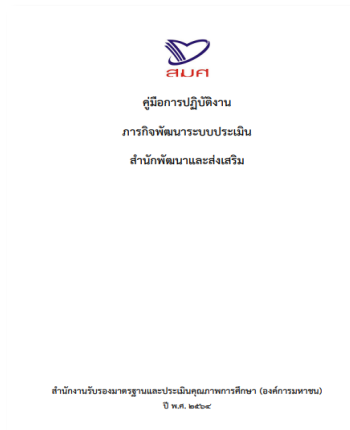 สมศ
คู่มือการปฏิบัติงาน
ภารกิจพัฒนาระบบประเมิน
สำนักพัฒนาและส่งเสริม
สำนักงานรับรองมาตรฐานและประเมินคุณภาพการศึกษา (องค์การมหาชน)
ปี พ.ศ. ๒๕๖๔